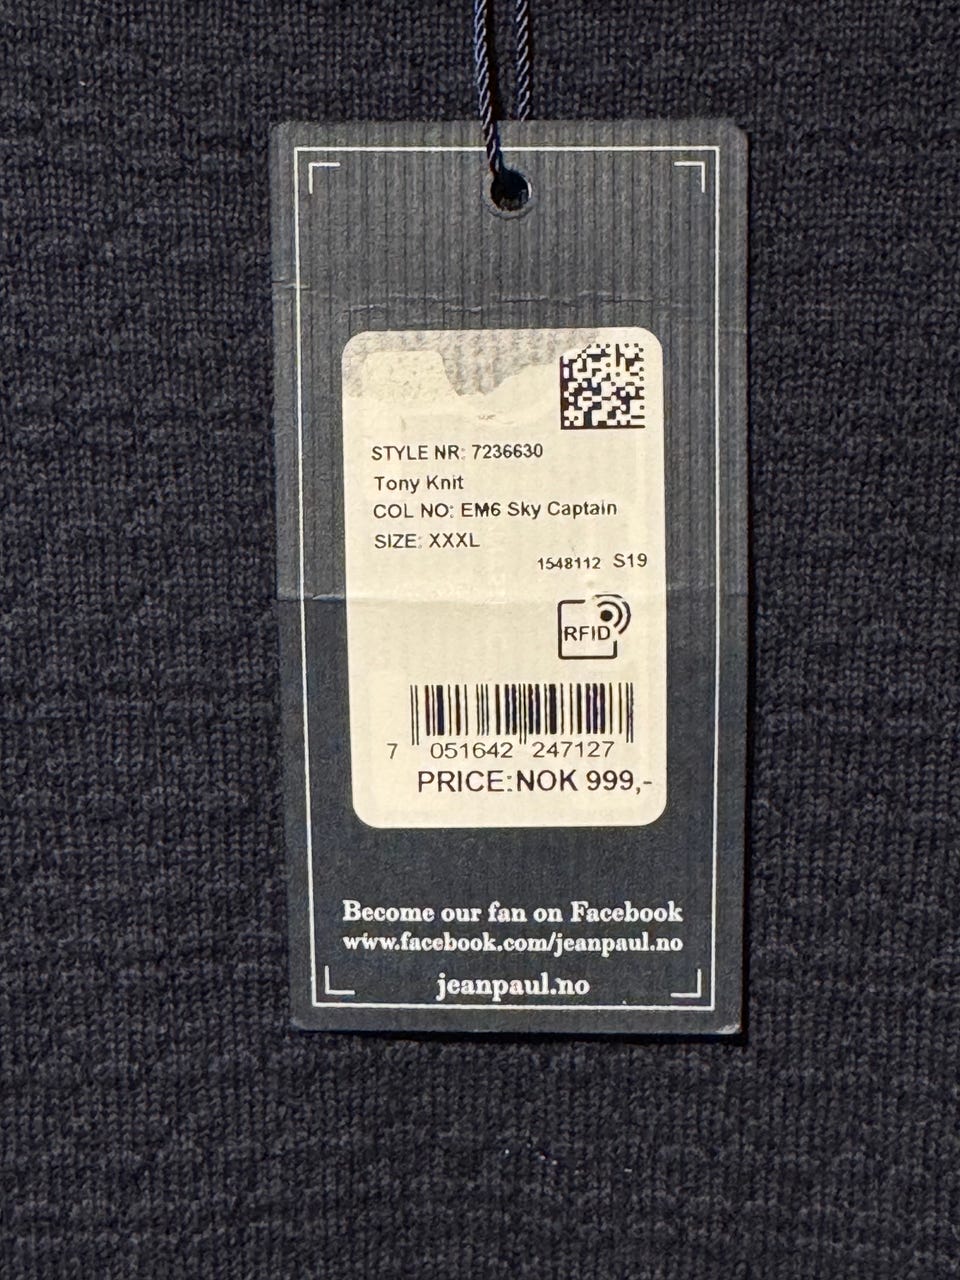 STYLE NR: 7236630
Tony Knit
COL NO: EM6 Sky Captain
SIZE: XXXL
1548112 S19
RFID
7 051642 247127
PRICE:NOK 999,-
Become our fan on Facebook
www.facebook.com/jeanpaul.no
jeanpaul.no